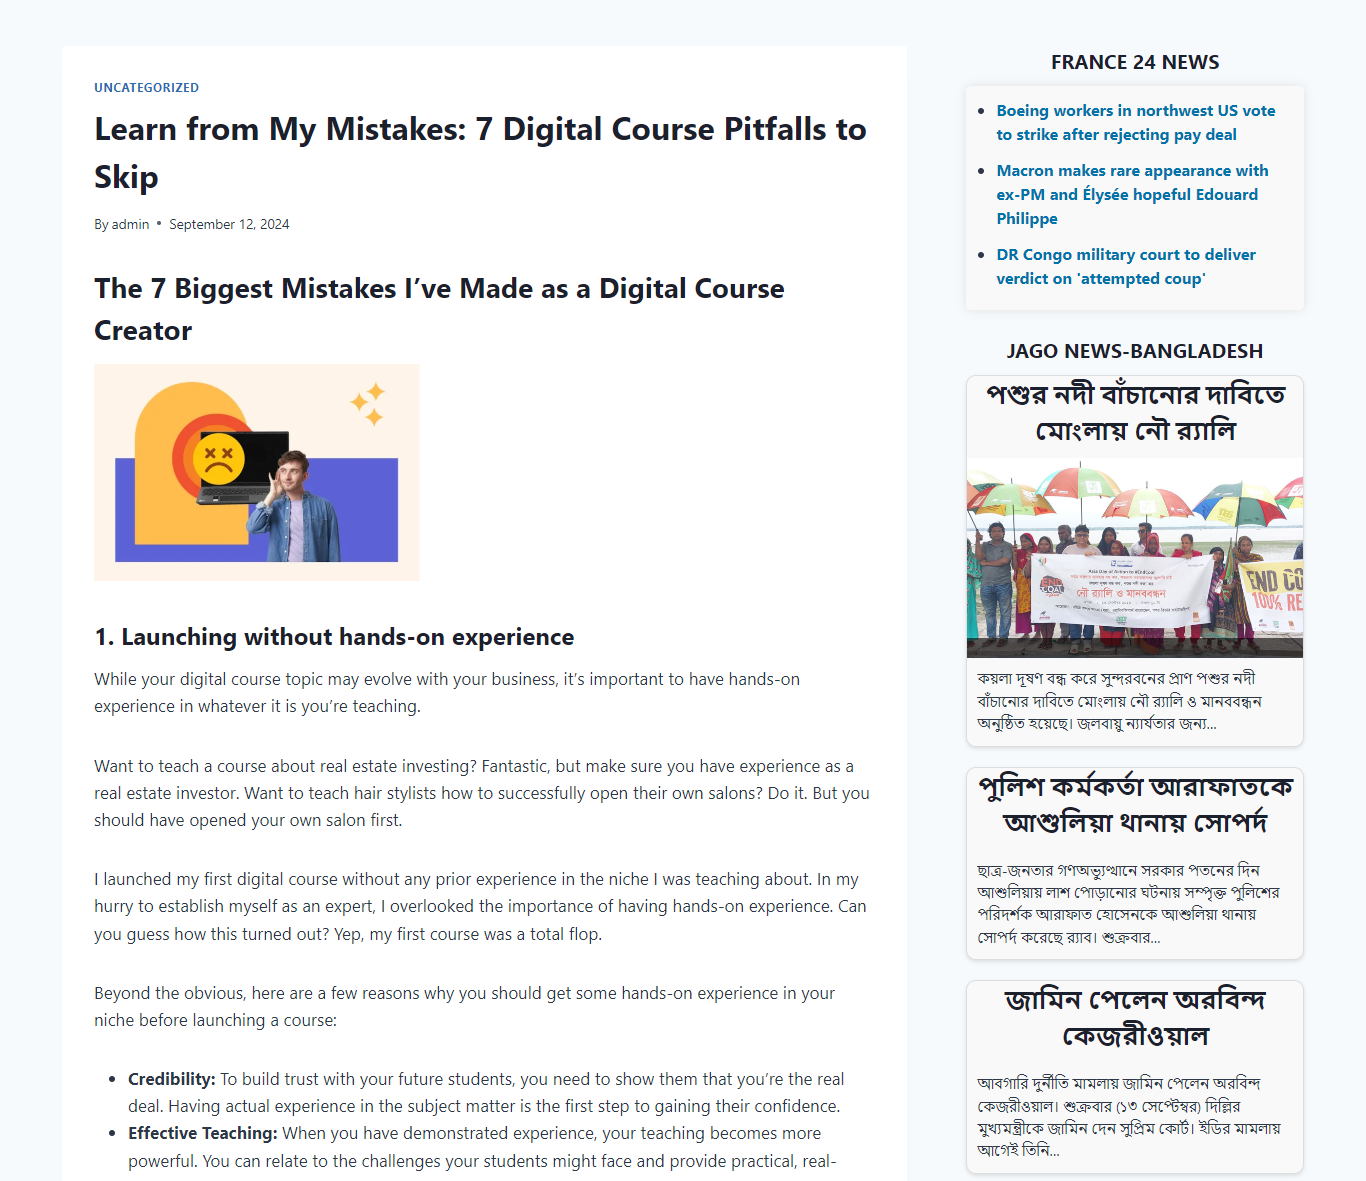 UNCATEGORIZED
Learn from My Mistakes: 7 Digital Course Pitfalls to
Skip
By admin • September 12, 2024
The 7 Biggest Mistakes I’ve Made as a Digital Course
Creator
1. Launching without hands-on experience
While your digital course topic may evolve with your business, it’s important to have hands-on
experience in whatever it is you’re teaching.
Want to teach a course about real estate investing? Fantastic, but make sure you have experience as a
real estate investor. Want to teach hair stylists how to successfully open their own salons? Do it. But you
should have opened your own salon first.
I launched my first digital course without any prior experience in the niche I was teaching about. In my
hurry to establish myself as an expert, I overlooked the importance of having hands-on experience. Can
you guess how this turned out? Yep, my first course was a total flop.
Beyond the obvious, here are a few reasons why you should get some hands-on experience in your
niche before launching a course:
• Credibility: To build trust with your future students, you need to show them that you’re the real
deal. Having actual experience in the subject matter is the first step to gaining their confidence.
• Effective Teaching: When you have demonstrated experience, your teaching becomes more
powerful. You can relate to the challenges your students might face and provide practical, real-
FRANCE 24 NEWS
• Boeing workers in northwest US vote
to strike after rejecting pay deal
• Macron makes rare appearance with
ex-PM and Élysée hopeful Edouard
Philippe
• DR Congo military court to deliver
verdict on 'attempted coup'
JAGO NEWS-BANGLADESH
পশুর নদী বাঁচানোর দাবিতে
মোংলায় নৌ র‍্যালি
Asia Day of Action to #EndCoal
END
COAL
নৌ র‍্যালি ও মানববন্ধন
END CO
100% RE
কয়লা দূষণ বন্ধ করে সুন্দরবনের প্রাণ পশুর নদী
বাঁচানোর দাবিতে মোংলায় নৌ র‍্যালি ও মানববন্ধন
অনুষ্ঠিত হয়েছে। জলবায়ু ন্যার্যতার জন্য...
পুলিশ কর্মকর্তা আরাফাতকে
আশুলিয়া থানায় সোপর্দ
ছাত্র-জনতার গণঅভ্যুত্থানে সরকার পতনের দিন
আশুলিয়ায় লাশ পোড়ানোর ঘটনায় সম্পৃক্ত পুলিশের
পরিদর্শক আরাফাত হোসেনকে আশুলিয়া থানায়
সোপর্দ করেছে র‍্যাব। শুক্রবার...
জামিন পেলেন অরবিন্দ
কেজরীওয়াল
আবগারি দুর্নীতি মামলায় জামিন পেলেন অরবিন্দ
কেজরীওয়াল। শুক্রবার (১৩ সেপ্টেম্বর) দিল্লির
মুখ্যমন্ত্রীকে জামিন দেন সুপ্রিম কোর্ট। ইডির মামলায়
আগেই তিনি...